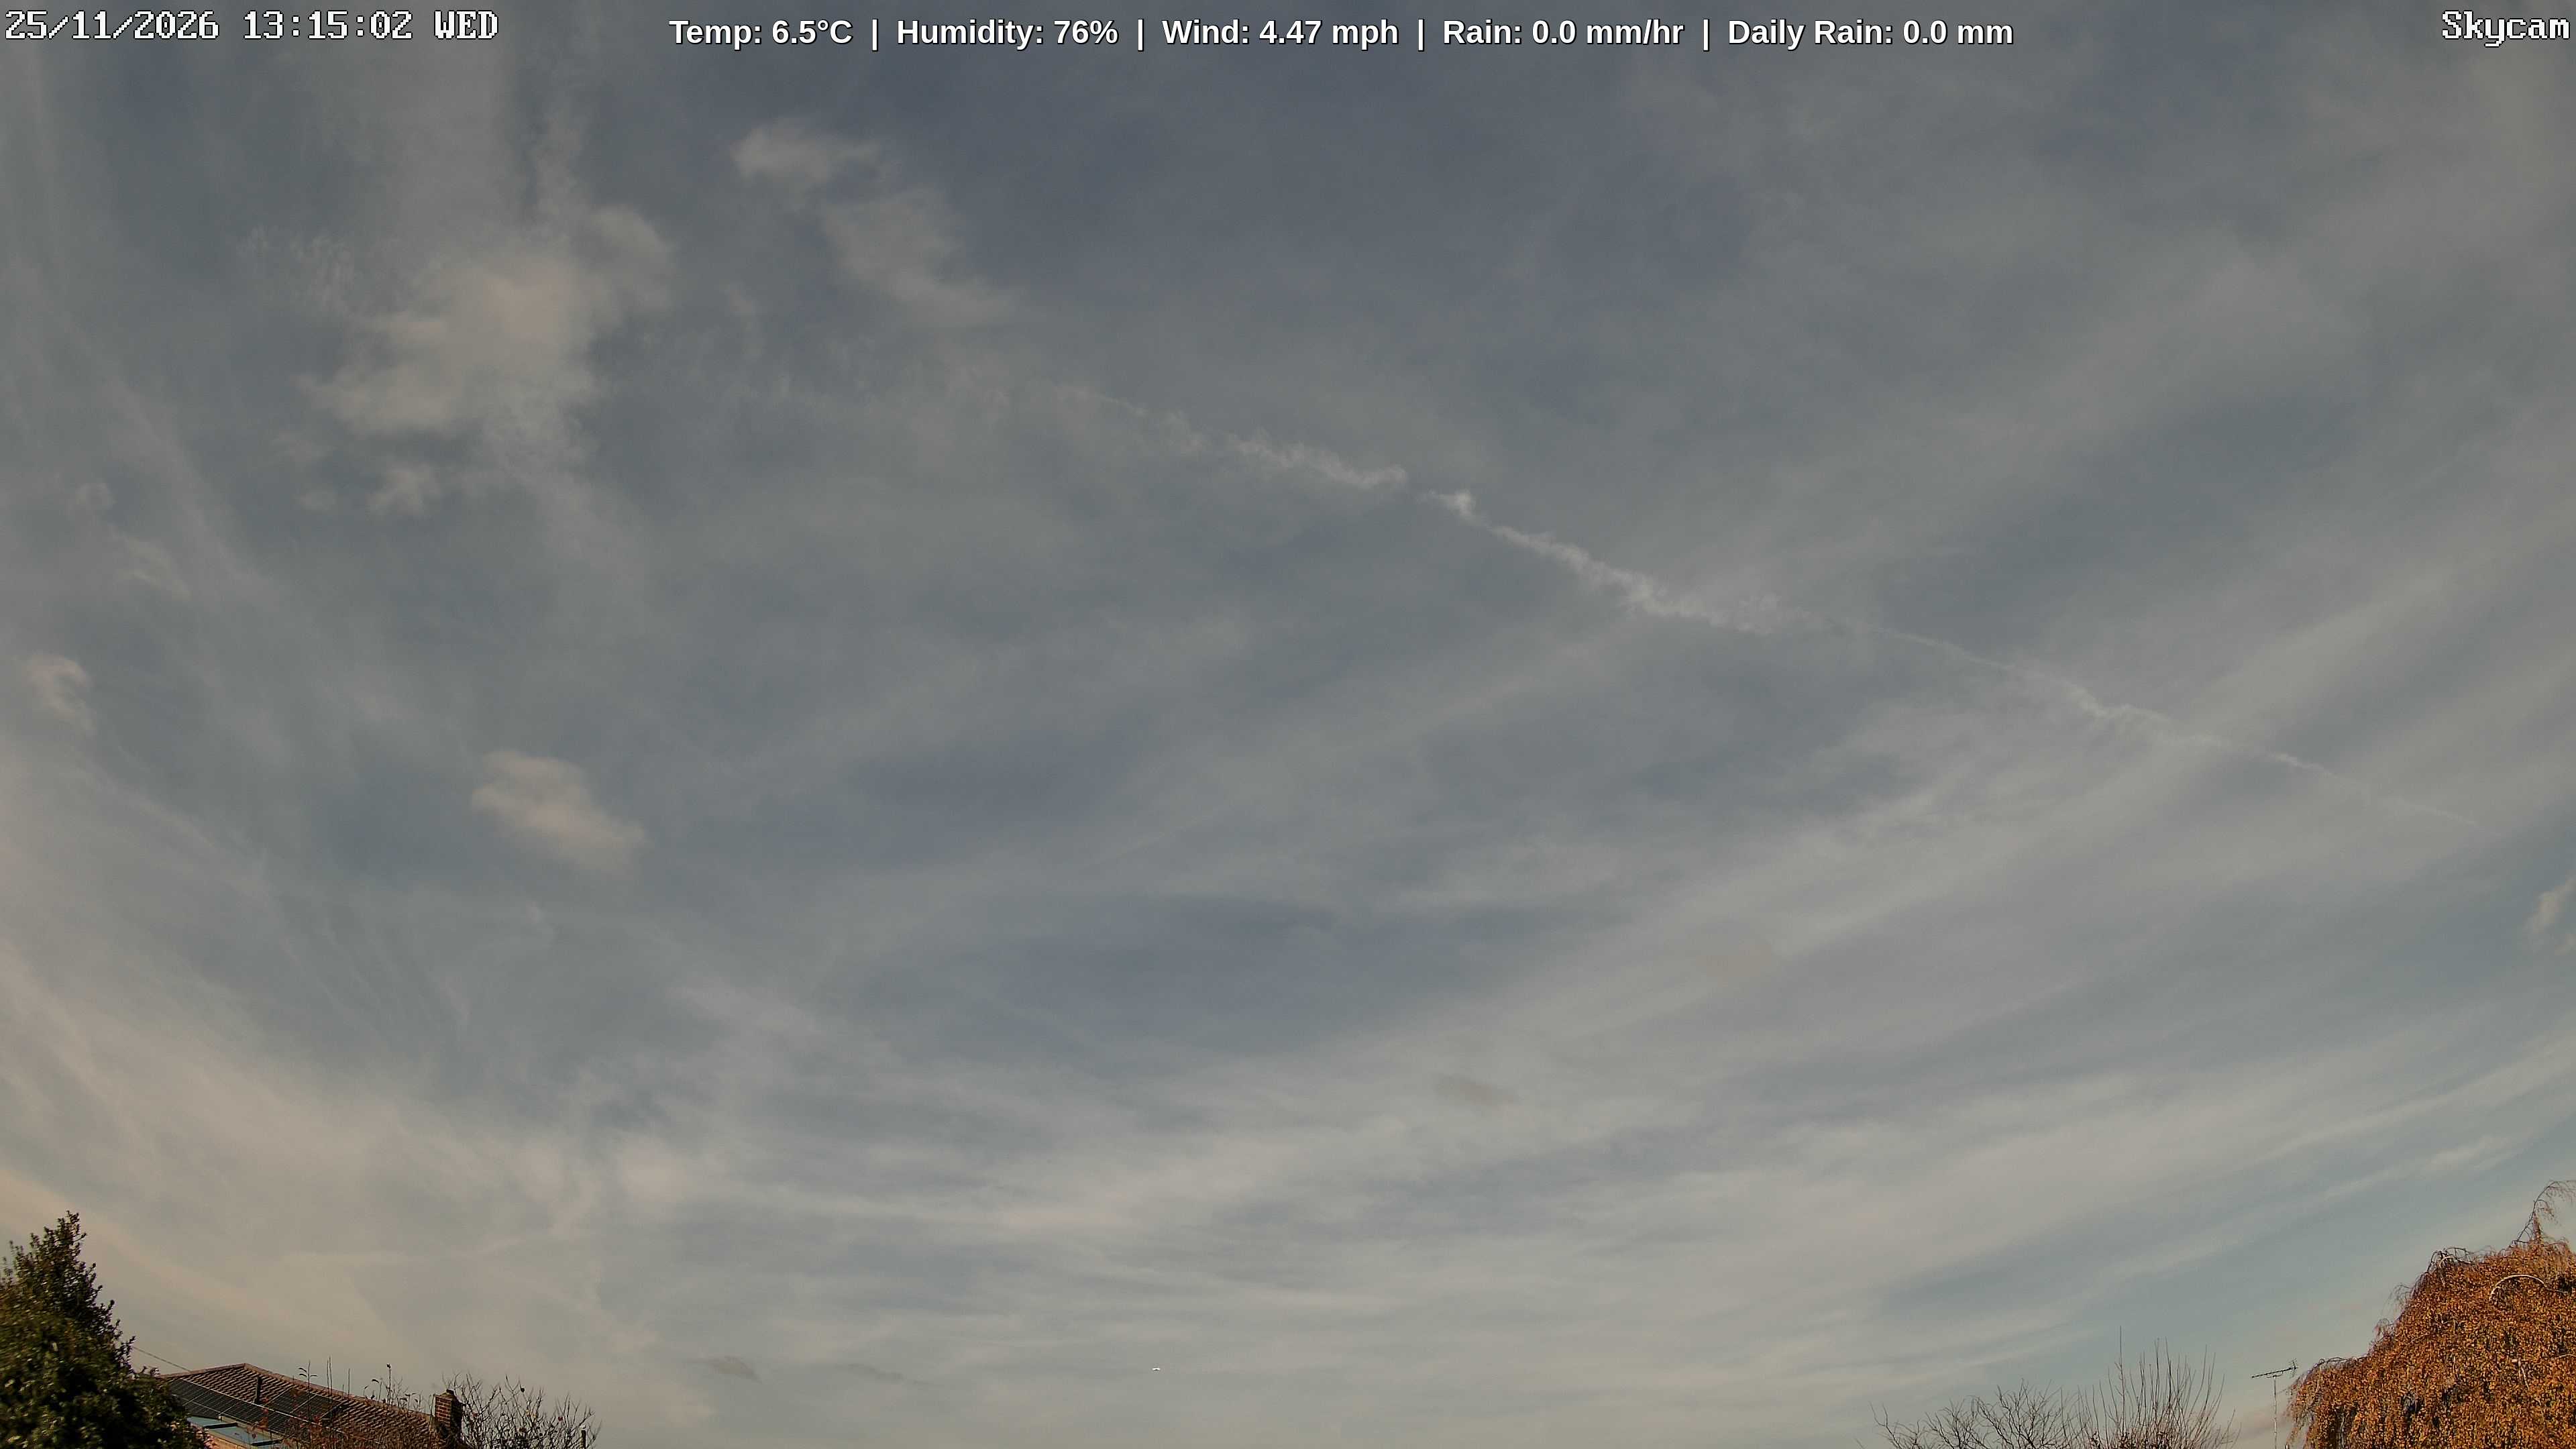 25/11/2026 13:15:02 WED
Temp: 6.5°C | Humidity: 76% | Wind: 4.47 mph | Rain: 0.0 mm/hr | Daily Rain: 0.0 mm
Skycam